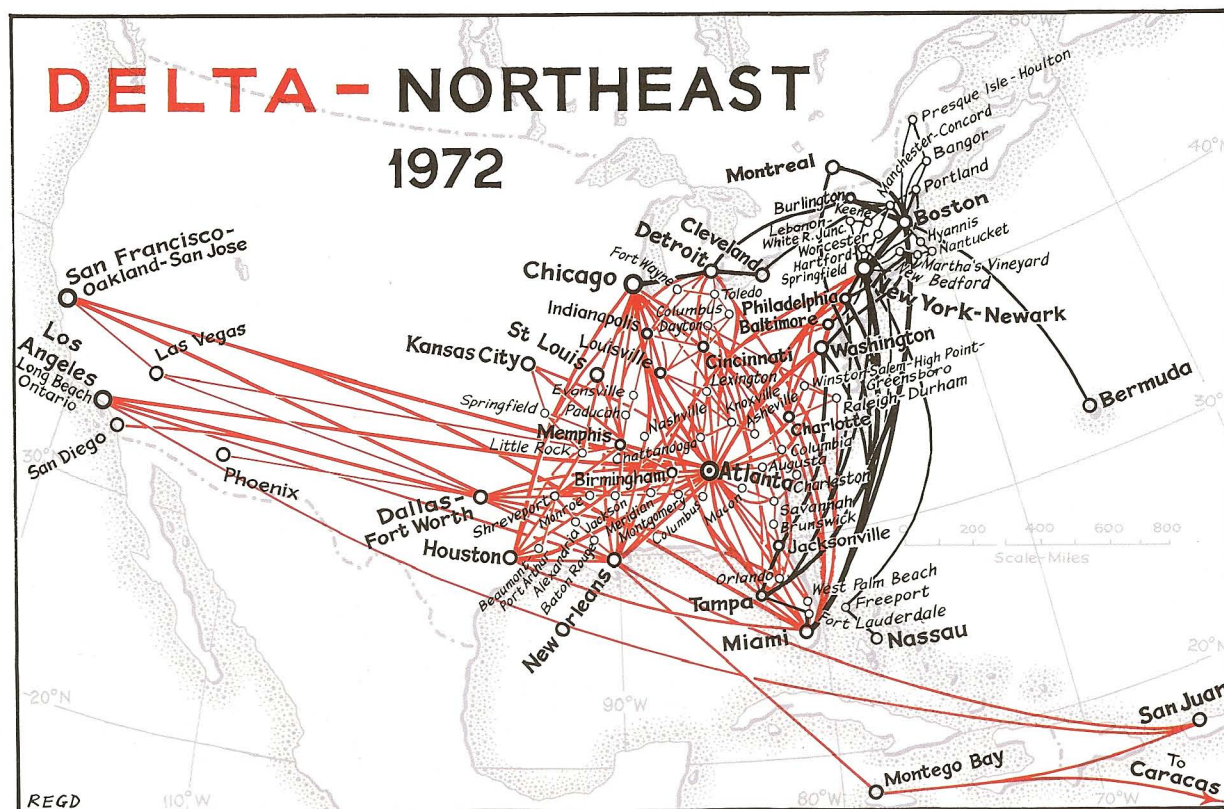 DELTA – NORTHEAST
1972
60°W
Presque Isle - Houlton
Manchester-Concord
Bangor
40°N
Montreal
Portland
Burlington
Keene
Boston
Lebanon-
White R. Junc.
Hyannis
Nantucket
Worcester
Cleveland
Detroit
Hartford
Springfield
Martha's Vineyard
New Bedford
San Francisco-
Oakland-San Jose
Chicago
Fort Wayne
Toledo
Columbus
Philadelphia
New York-Newark
Indianapolis
Dayton
Baltimore
Los
Angeles
Long Beach
Ontario
Las Vegas
St Louis
Louisville
Kansas City
Cincinnati
Washington
Lexington
Winston-Salem-High Point-
Greensboro
Evansville
Knoxville
Raleigh-Durham
Bermuda
30°N
Springfield
Paducah
Nashville
Asheville
Charlotte
San Diego
Memphis
Little Rock
Chattanooga
Columbia
30°N
Phoenix
Birmingham
Atlanta
Augusta
Charleston
Dallas-
Fort Worth
Shreveport
Monroe
Jackson
Meridien
Montgomery
Columbus
Macon
Savannah
Brunswick
Houston
Jacksonville
0 200 400 600 800
Scale-Miles
Beaumont
Port Arthur
Alexandria
Baton Rouge
New Orleans
Orlando
West Palm Beach
Tampa
Freeport
Fort Lauderdale
Miami
Nassau
20°N
20°N
90°W
San Juan
Montego Bay
To
Caracas
REGD
110°W
80°W
70°W